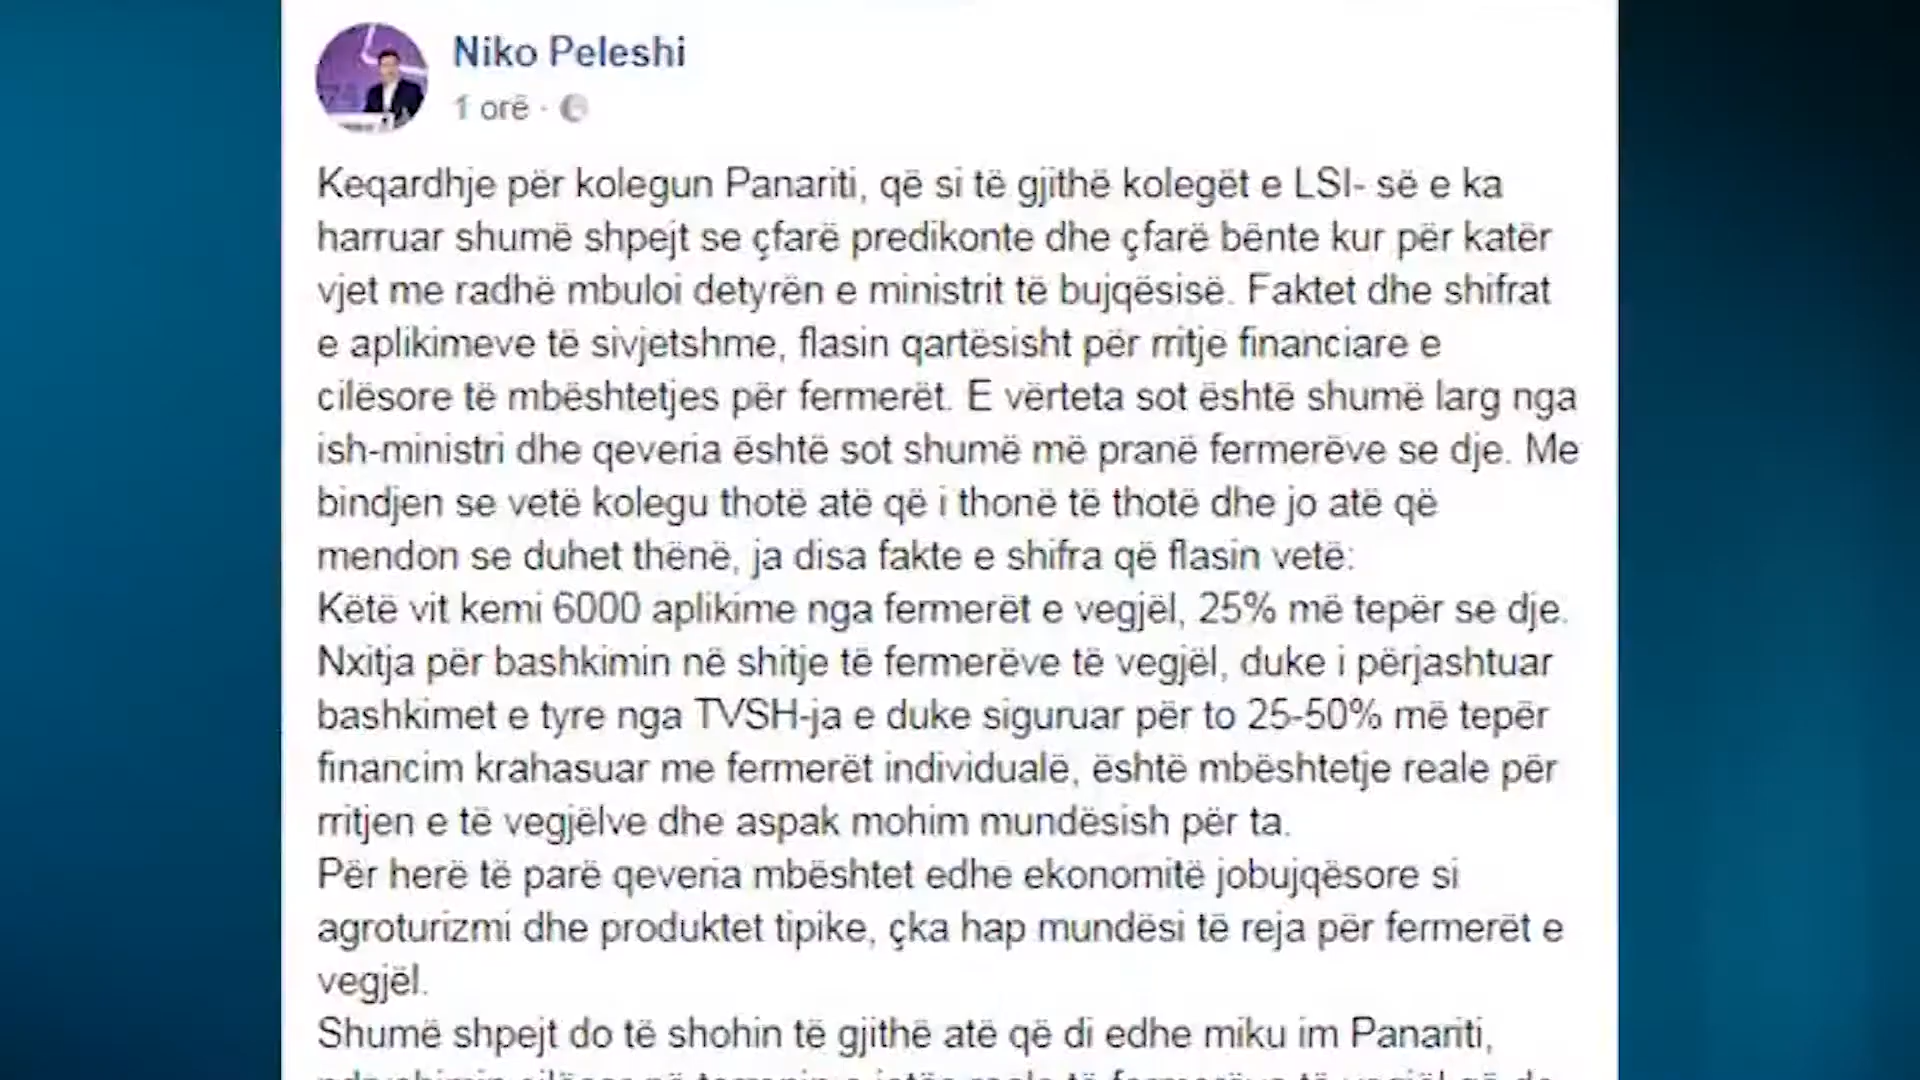 Niko Peleshi
1 orë ·
Keqardhje për kolegun Panariti, që si të gjithë kolegët e LSI- së e ka
harruar shumë shpejt se çfarë predikonte dhe çfarë bënte kur për katër
vjet me radhë mbuloi detyrën e ministrit të bujqësisë. Faktet dhe shifrat
e aplikimeve të sivjetshme, flasin qartësisht për rritje financiare e
cilësore të mbështetjes për fermerët. E vërteta sot është shumë larg nga
ish-ministri dhe qeveria është sot shumë më pranë fermerëve se dje. Me
bindjen se vetë kolegu thotë atë që i thonë të thotë dhe jo atë që
mendon se duhet thënë, ja disa fakte e shifra që flasin vetë:
Këtë vit kemi 6000 aplikime nga fermerët e vegjël, 25% më tepër se dje.
Nxitja për bashkimin në shitje të fermerëve të vegjël, duke i përjashtuar
bashkimet e tyre nga TVSH-ja e duke siguruar për to 25-50% më tepër
financim krahasuar me fermerët individualë, është mbështetje reale për
rritjen e të vegjëlve dhe aspak mohim mundësish për ta.
Për herë të parë qeveria mbështet edhe ekonomitë jobujqësore si
agroturizmi dhe produktet tipike, çka hap mundësi të reja për fermerët e
vegjël.
Shumë shpejt do të shohin të gjithë atë që di edhe miku im Panariti,